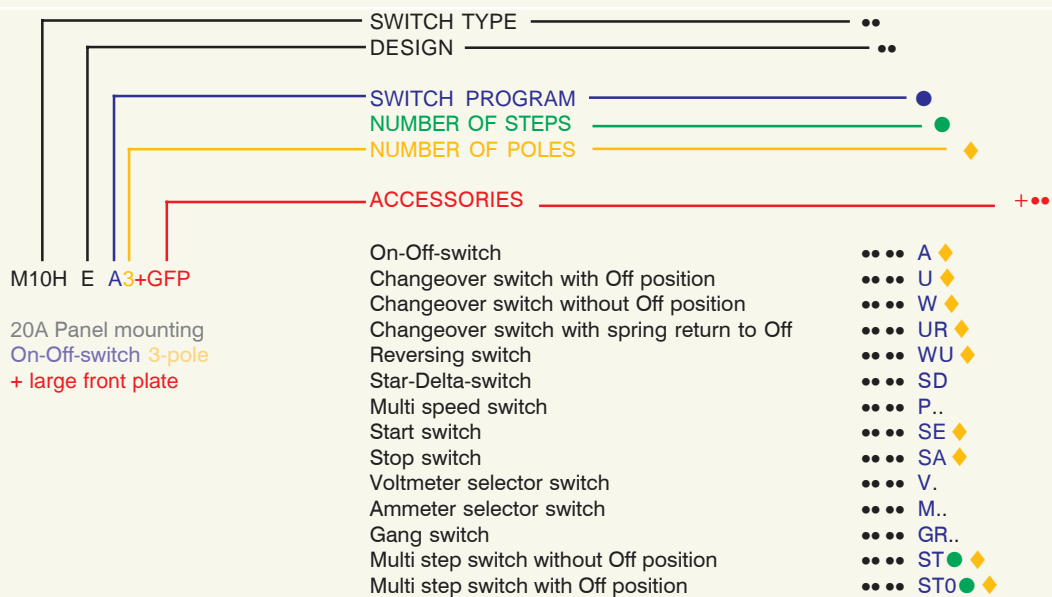 SWITCH TYPE ••
DESIGN ••
SWITCH PROGRAM ●
NUMBER OF STEPS ●
NUMBER OF POLES ♦
ACCESSORIES +••
M10H E A3+GFP
20A Panel mounting
On-Off-switch 3-pole
+ large front plate
On-Off-switch •• •• A ♦
Changeover switch with Off position •• •• U ♦
Changeover switch without Off position •• •• W ♦
Changeover switch with spring return to Off •• •• UR ♦
Reversing switch •• •• WU ♦
Star-Delta-switch •• •• SD
Multi speed switch •• •• P..
Start switch •• •• SE ♦
Stop switch •• •• SA ♦
Voltmeter selector switch •• •• V.
Ammeter selector switch •• •• M..
Gang switch •• •• GR..
Multi step switch without Off position •• •• ST● ♦
Multi step switch with Off position •• •• ST0● ♦